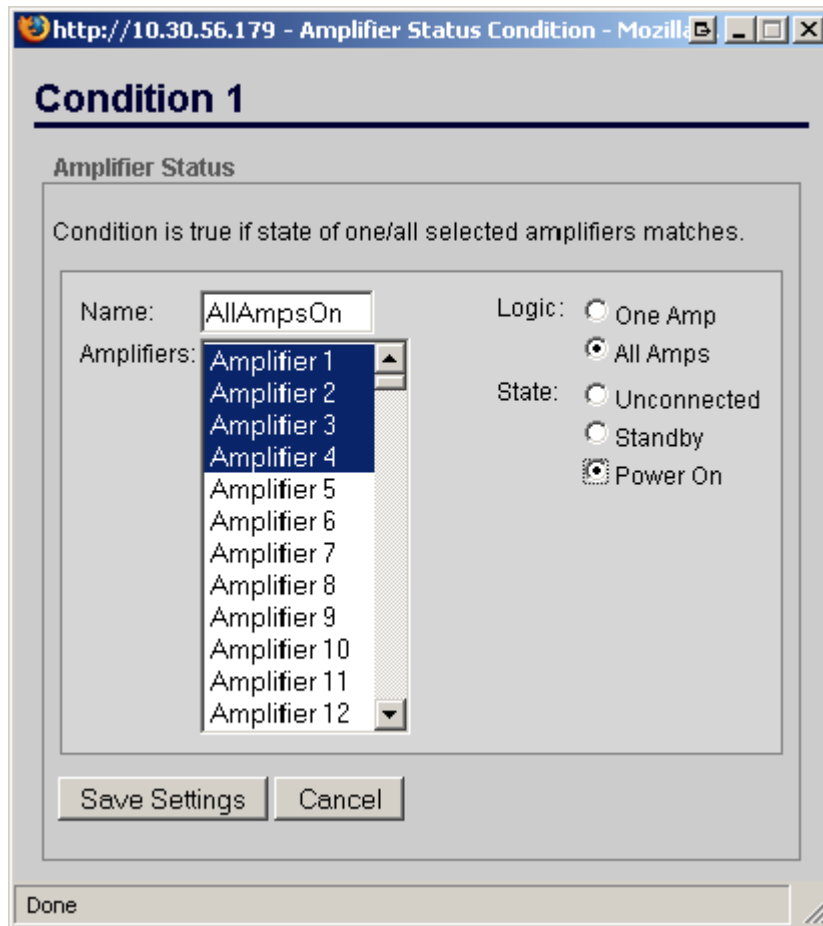 http://10.30.56.179 - Amplifier Status Condition - Mozilla
Condition 1
Amplifier Status
Condition is true if state of one/all selected amplifiers matches.
Name: AllAmpsOn
Amplifiers:
Amplifier 1
Amplifier 2
Amplifier 3
Amplifier 4
Amplifier 5
Amplifier 6
Amplifier 7
Amplifier 8
Amplifier 9
Amplifier 10
Amplifier 11
Amplifier 12
Logic: One Amp
All Amps
State: Unconnected
Standby
Power On
Save Settings Cancel
Done